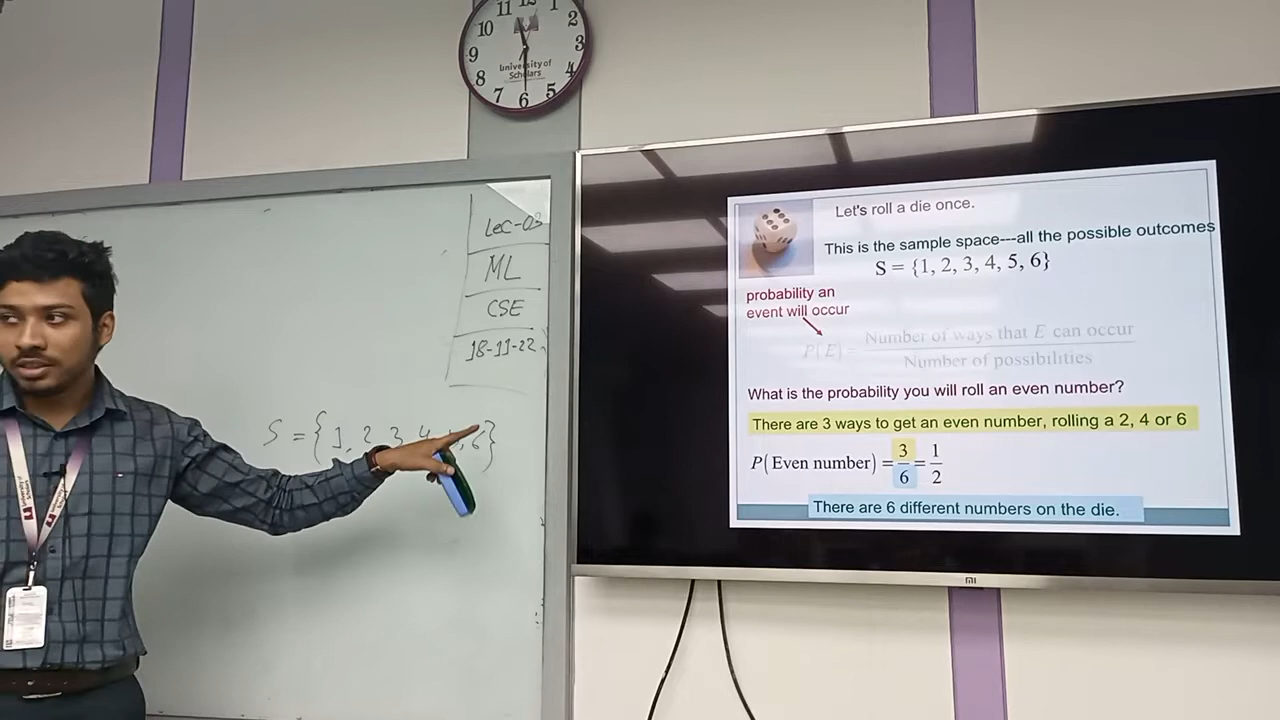 11 12 1
10 2
9 3
8 4
7 6 5
University of
Scholars
LeC-03
ML
CSE
18-11-22
S = {1, 2, 3, 4, 5, 6}
Let's roll a die once.
This is the sample space---all the possible outcomes
S = {1, 2, 3, 4, 5, 6}
probability an
event will occur
P(E) = Number of ways that E can occur
Number of possibilities
What is the probability you will roll an even number?
There are 3 ways to get an even number, rolling a 2, 4 or 6
P(Even number) = 3/6 = 1/2
There are 6 different numbers on the die.
mi